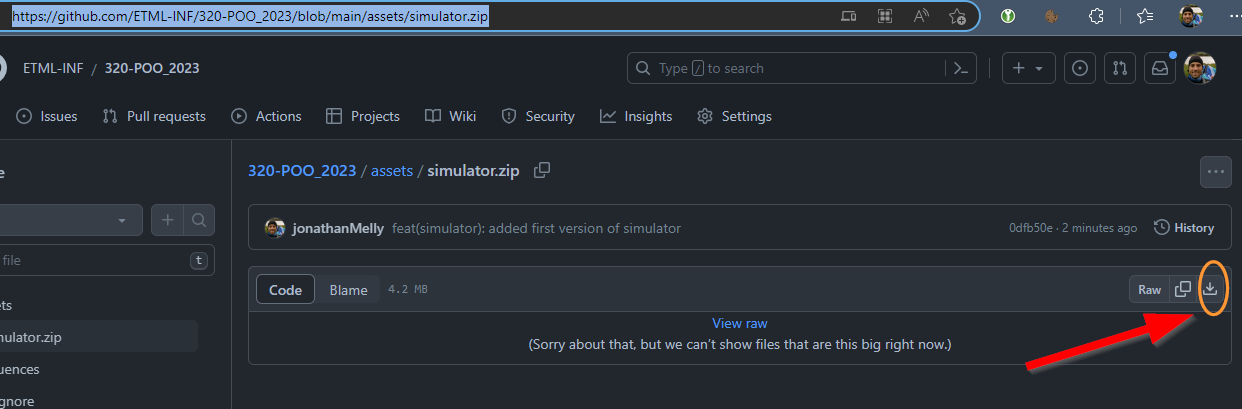 https://github.com/ETML-INF/320-POO_2023/blob/main/assets/simulator.zip
ETML-INF / 320-POO_2023
Type / to search
Issues Pull requests Actions Projects Wiki Security Insights Settings
e
320-POO_2023 / assets / simulator.zip
jonathanMelly feat(simulator): added first version of simulator 0dfb50e · 2 minutes ago History
file t
Code Blame 4.2 MB Raw
ets
View raw
mulator.zip
(Sorry about that, but we can’t show files that are this big right now.)
uences
gnore